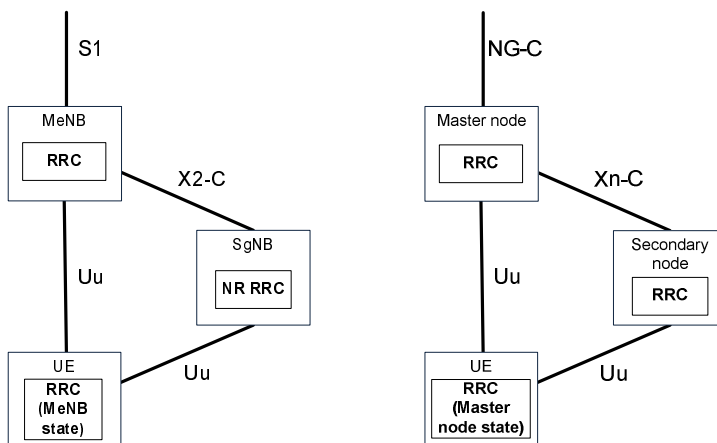 S1
MeNB
RRC
X2-C
SgNB
NR RRC
Uu
Uu
UE
RRC
(MeNB
state)
NG-C
Master node
RRC
Xn-C
Secondary
node
RRC
Uu
Uu
UE
RRC
(Master
node state)